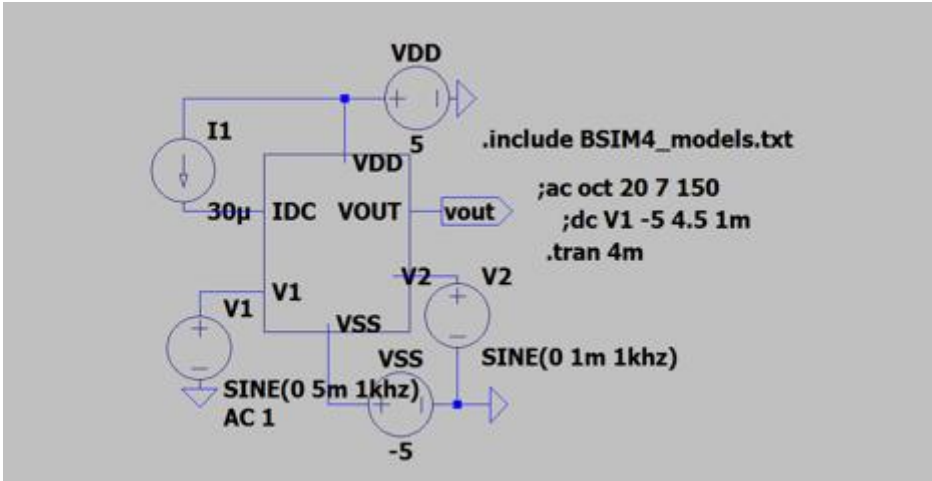 VDD
I1
5
.include BSIM4_models.txt
VDD
;ac oct 20 7 150
30µ
IDC
VOUT
vout
;dc V1 -5 4.5 1m
.tran 4m
V2
V2
V1
V1
VSS
VSS
SINE(0 1m 1khz)
SINE(0 5m 1khz)
AC 1
-5